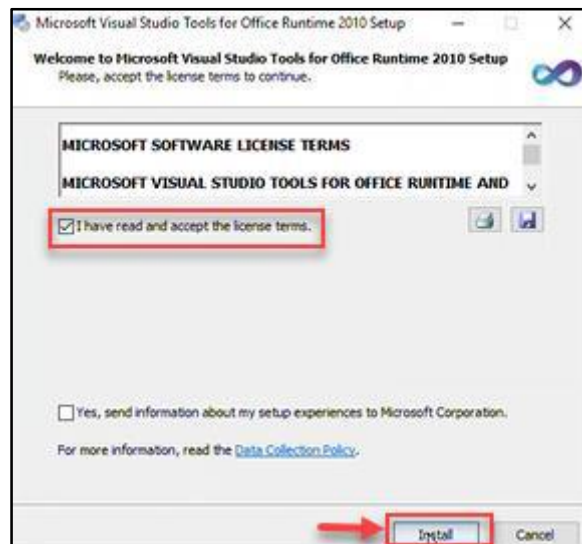 Microsoft Visual Studio Tools for Office Runtime 2010 Setup
Welcome to Microsoft Visual Studio Tools for Office Runtime 2010 Setup
Please, accept the license terms to continue.
MICROSOFT SOFTWARE LICENSE TERMS
MICROSOFT VISUAL STUDIO TOOLS FOR OFFICE RUNTIME AND
I have read and accept the license terms.
Yes, send information about my setup experiences to Microsoft Corporation.
For more information, read the Data Collection Policy.
Install Cancel